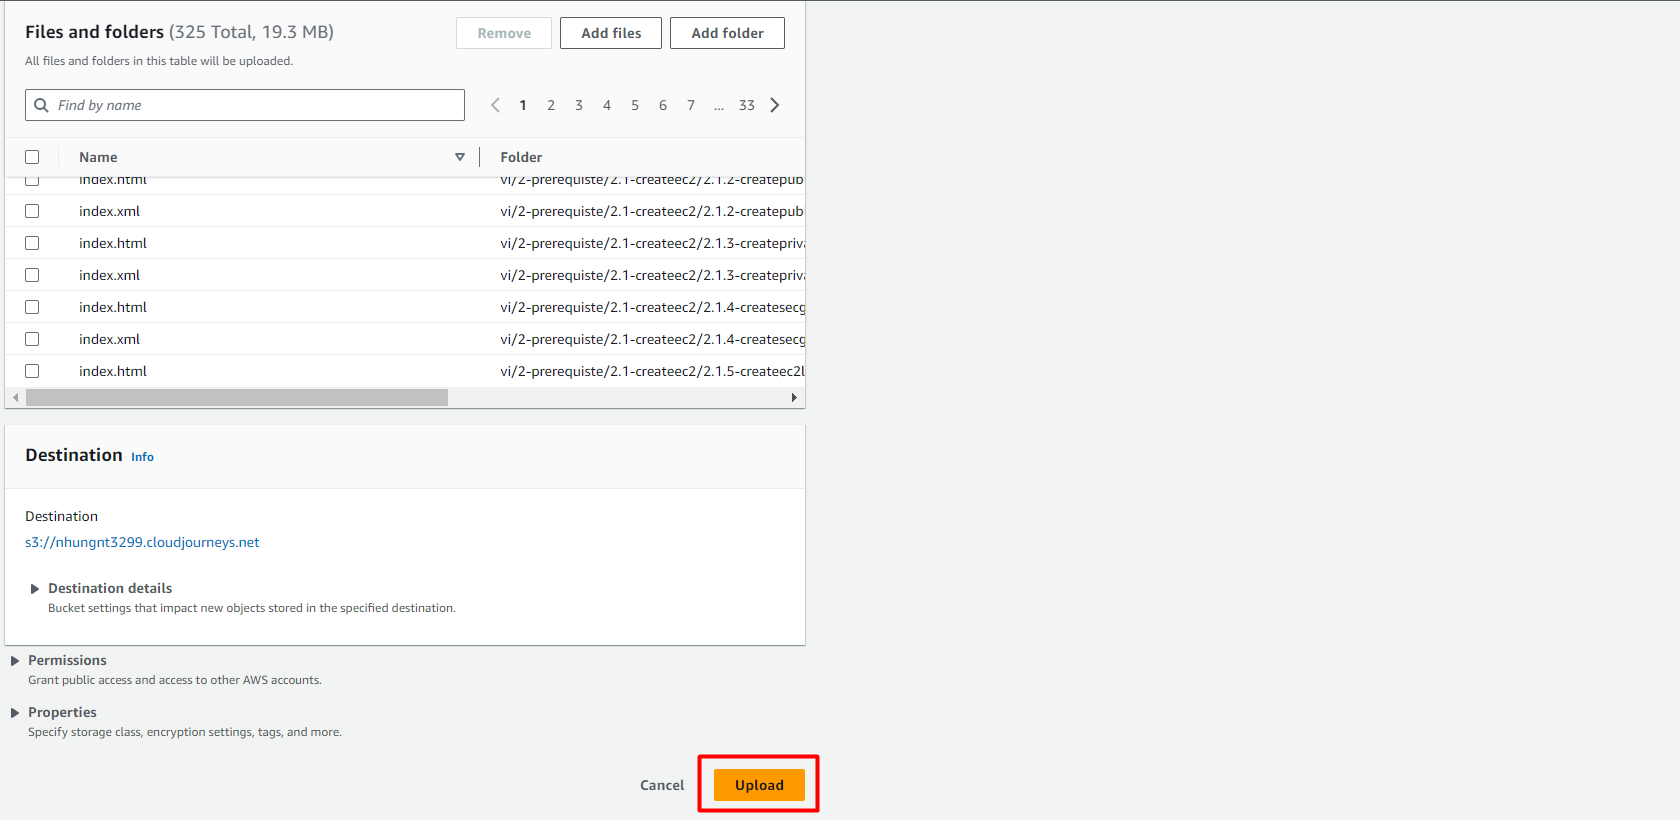 Files and folders (325 Total, 19.3 MB)
Remove
Add files
Add folder
All files and folders in this table will be uploaded.
Find by name
1 2 3 4 5 6 7 ... 33
Name Folder
index.html vi/2-prerequiste/2.1-createec2/2.1.2-createpub
index.xml vi/2-prerequiste/2.1-createec2/2.1.2-createpub
index.html vi/2-prerequiste/2.1-createec2/2.1.3-createpriv
index.xml vi/2-prerequiste/2.1-createec2/2.1.3-createpriv
index.html vi/2-prerequiste/2.1-createec2/2.1.4-createsecg
index.xml vi/2-prerequiste/2.1-createec2/2.1.4-createsecg
index.html vi/2-prerequiste/2.1-createec2/2.1.5-createec2l
Destination Info
Destination
s3://nhungnt3299.cloudjourneys.net
Destination details
Bucket settings that impact new objects stored in the specified destination.
Permissions
Grant public access and access to other AWS accounts.
Properties
Specify storage class, encryption settings, tags, and more.
Cancel
Upload